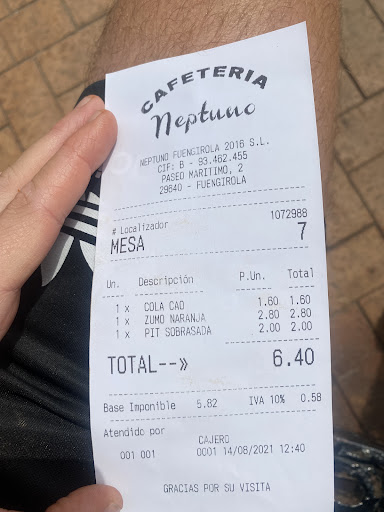 CAFETERIA
Neptuno
NEPTUNO FUENGIROLA 2016 S.L.
CIF: B - 93.462.455
PASEO MARITIMO, 2
29640 - FUENGIROLA
# Localizador 1072988
MESA 7
Un. Descripción P.Un. Total
1 x COLA CAO 1.60 1.60
1 x ZUMO NARANJA 2.80 2.80
1 x PIT SOBRASADA 2.00 2.00
TOTAL--» 6.40
Base Imponible 5.82 IVA 10% 0.58
Atendido por
CAJERO
001 001 0001 14/08/2021 12:40
GRACIAS POR SU VISITA